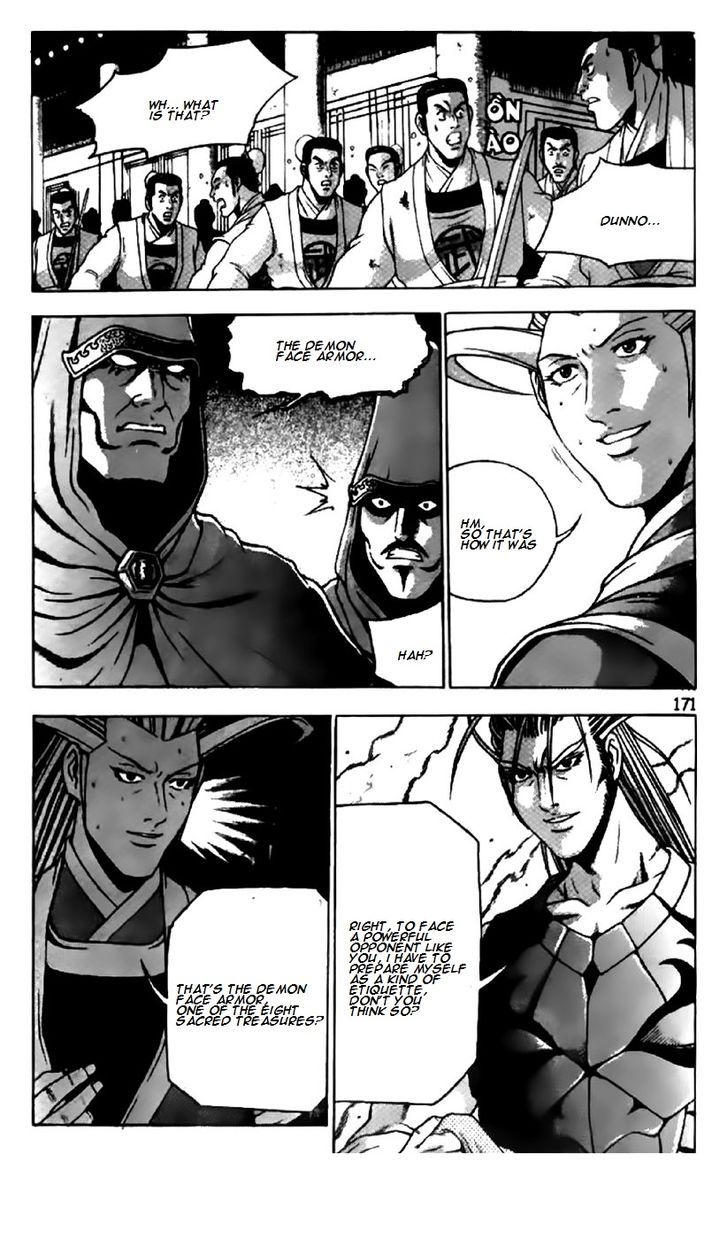 WH... WHAT
IS THAT?
ỒN
ÀO
DUNNO...
THE DEMON
FACE ARMOR...
HAH?
HM,
SO THAT'S
HOW IT WAS
171
THAT'S THE DEMON
FACE ARMOR,
ONE OF THE EIGHT
SACRED TREASURES?
RIGHT, TO FACE
A POWERFUL
OPPONENT LIKE
YOU, I HAVE TO
PREPARE MYSELF
AS A KIND OF
ETIQUETTE,
DON'T YOU
THINK SO?